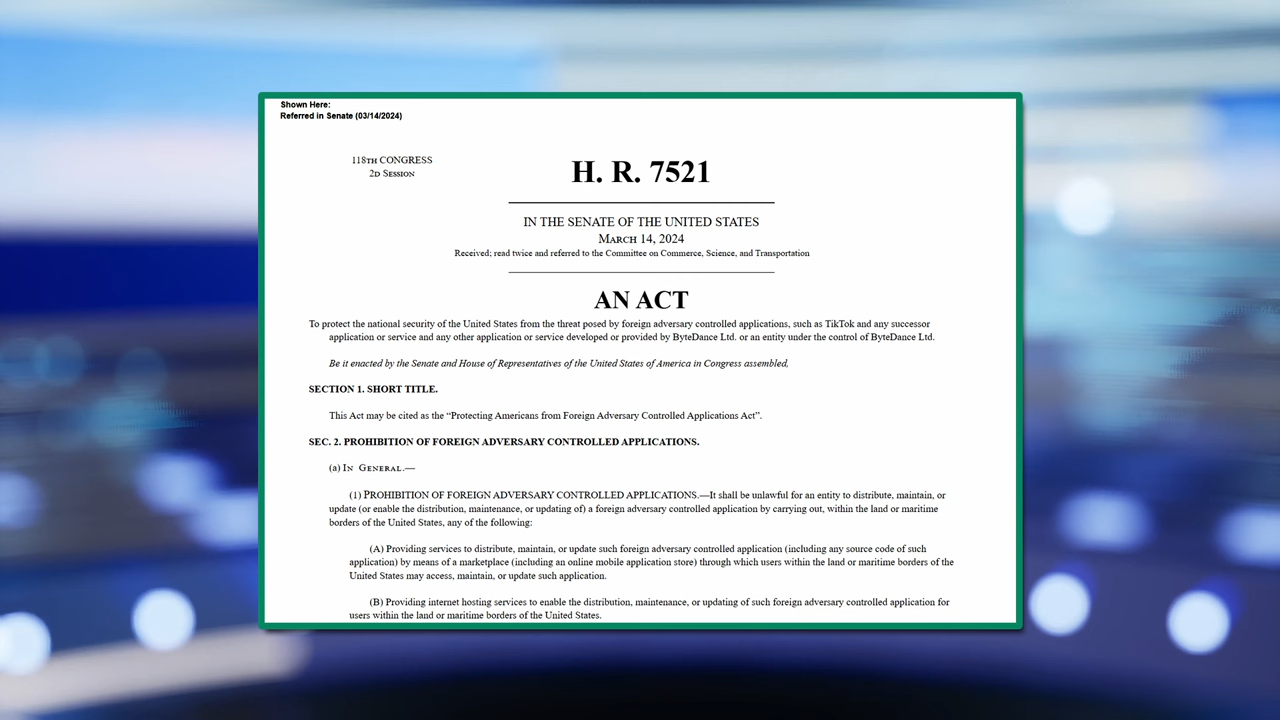 Shown Here:
Referred in Senate (03/14/2024)
118TH CONGRESS
2D SESSION
H. R. 7521
IN THE SENATE OF THE UNITED STATES
MARCH 14, 2024
Received; read twice and referred to the Committee on Commerce, Science, and Transportation
AN ACT
To protect the national security of the United States from the threat posed by foreign adversary controlled applications, such as TikTok and any successor
application or service and any other application or service developed or provided by ByteDance Ltd. or an entity under the control of ByteDance Ltd.
Be it enacted by the Senate and House of Representatives of the United States of America in Congress assembled,
SECTION 1. SHORT TITLE.
This Act may be cited as the “Protecting Americans from Foreign Adversary Controlled Applications Act”.
SEC. 2. PROHIBITION OF FOREIGN ADVERSARY CONTROLLED APPLICATIONS.
(a) IN GENERAL.—
(1) PROHIBITION OF FOREIGN ADVERSARY CONTROLLED APPLICATIONS.—It shall be unlawful for an entity to distribute, maintain, or
update (or enable the distribution, maintenance, or updating of) a foreign adversary controlled application by carrying out, within the land or maritime
borders of the United States, any of the following:
(A) Providing services to distribute, maintain, or update such foreign adversary controlled application (including any source code of such
application) by means of a marketplace (including an online mobile application store) through which users within the land or maritime borders of the
United States may access, maintain, or update such application.
(B) Providing internet hosting services to enable the distribution, maintenance, or updating of such foreign adversary controlled application for
users within the land or maritime borders of the United States.